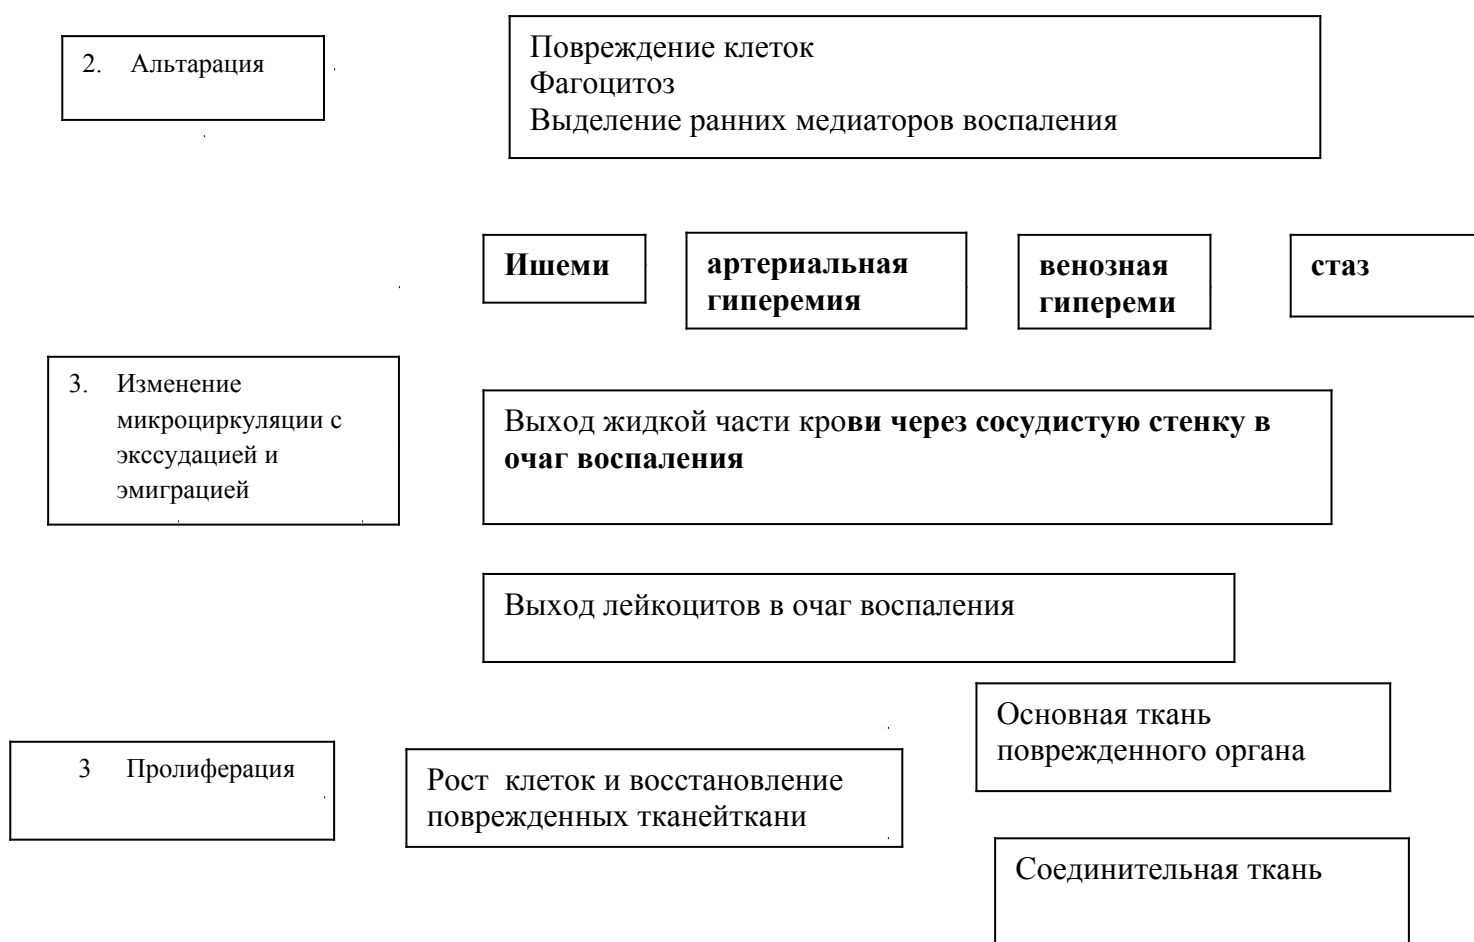 2. Альтарация
Повреждение клеток
Фагоцитоз
Выделение ранних медиаторов воспаления
Ишеми
артериальная
гиперемия
венозная
гипереми
стаз
3. Изменение
микроциркуляции с
экссудацией и
эмиграцией
Выход жидкой части крови через сосудистую стенку в
очаг воспаления
Выход лейкоцитов в очаг воспаления
3 Пролиферация
Рост клеток и восстановление
поврежденных тканейткани
Основная ткань
поврежденного органа
Соединительная ткань